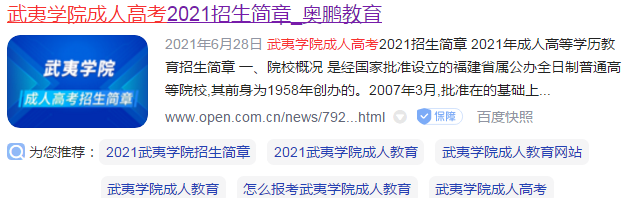 武夷学院成人高考2021招生简章_奥鹏教育
武夷学院
成人高考招生简章
2021年6月28日 武夷学院成人高考2021招生简章 2021年成人高等学历教
育招生简章 一、院校概况 是经国家批准设立的福建省属公办全日制普通高
等院校,其前身为1958年创办的。2007年3月,批准在的基础上...
www.open.com.cn/news/792...html 保障 百度快照
为您推荐： 2021武夷学院招生简章 2021武夷学院成人教育 武夷学院成人教育网站
武夷学院成人教育 怎么报考武夷学院成人教育 武夷学院成人高考